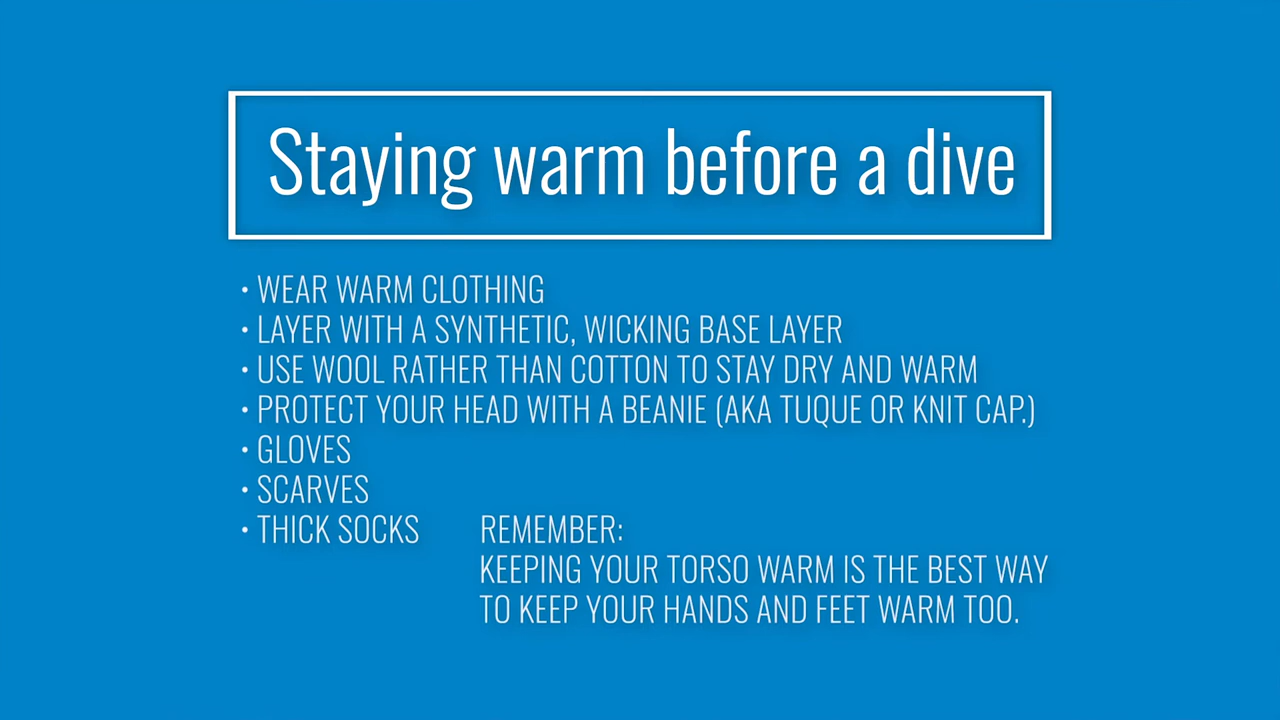 Staying warm before a dive
• WEAR WARM CLOTHING
• LAYER WITH A SYNTHETIC, WICKING BASE LAYER
• USE WOOL RATHER THAN COTTON TO STAY DRY AND WARM
• PROTECT YOUR HEAD WITH A BEANIE (AKA TUQUE OR KNIT CAP.)
• GLOVES
• SCARVES
• THICK SOCKS
REMEMBER:
KEEPING YOUR TORSO WARM IS THE BEST WAY
TO KEEP YOUR HANDS AND FEET WARM TOO.